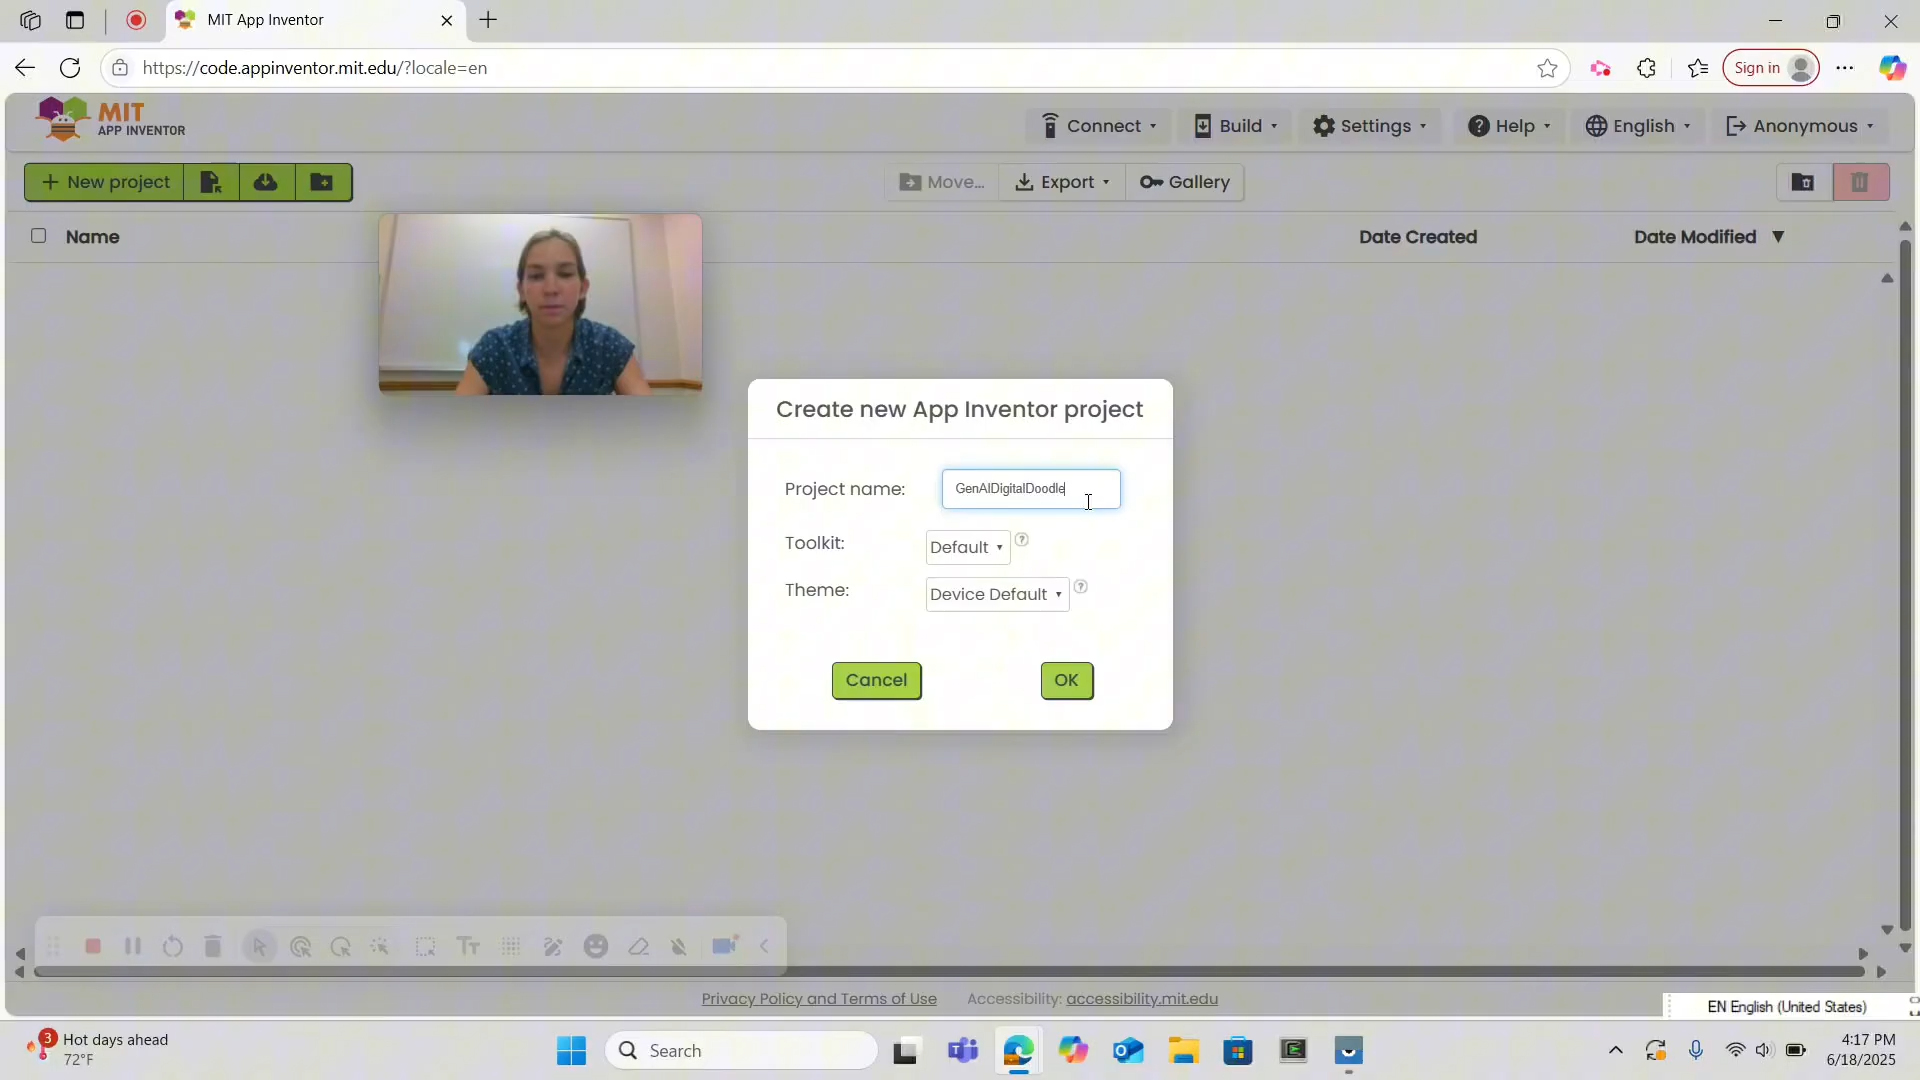 MIT App Inventor
https://code.appinventor.mit.edu/?locale=en
Sign in
MIT
APP INVENTOR
Connect
Build
Settings
Help
English
Anonymous
New project
Move...
Export
Gallery
Name
Date Created
Date Modified
Create new App Inventor project
Project name:
GenAIDigitalDoodle
Toolkit:
Default
Theme:
Device Default
Cancel
OK
Tт
Privacy Policy and Terms of Use
Accessibility: accessibility.mit.edu
EN English (United States)
3
Hot days ahead
72°F
Search
4:17 PM
6/18/2025